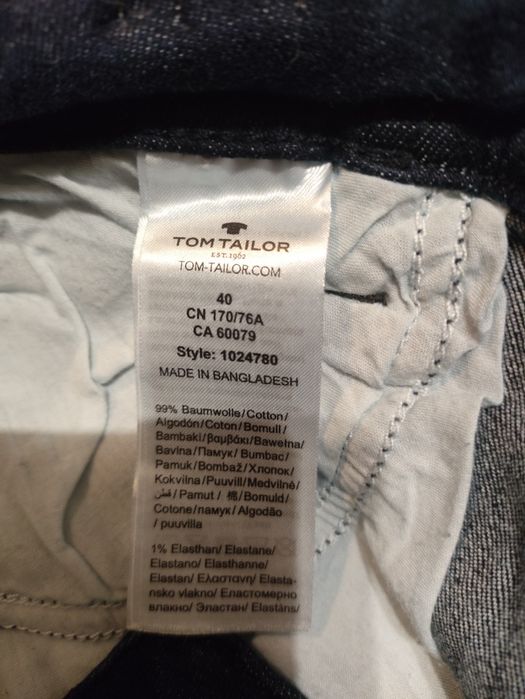 TOM TAILOR
EST. 1962
TOM-TAILOR.COM
40
CN 170/76A
CA 60079
Style: 1024780
MADE IN BANGLADESH
99% Baumwolle/Cotton/
Algodón/Coton/Bomull/
Bambaki/βαμβάκι/Bawełna/
Bavlna/Памук/Bumbac/
Pamuk/Bombaž/Хлопок/
Kokvilna/Puuvill/Medvilnė/
قطن/Pamut/棉/Bomuld/
Cotone/памук/Algodão
/ puuvilla
1% Elasthan/ Elastane/
Elastano/ Elasthanne/
Elastan/ Ελαστανη/ Elasta-
nsko vlakno/ Еластомерно
влакно/ Эластан/ Elastāns/